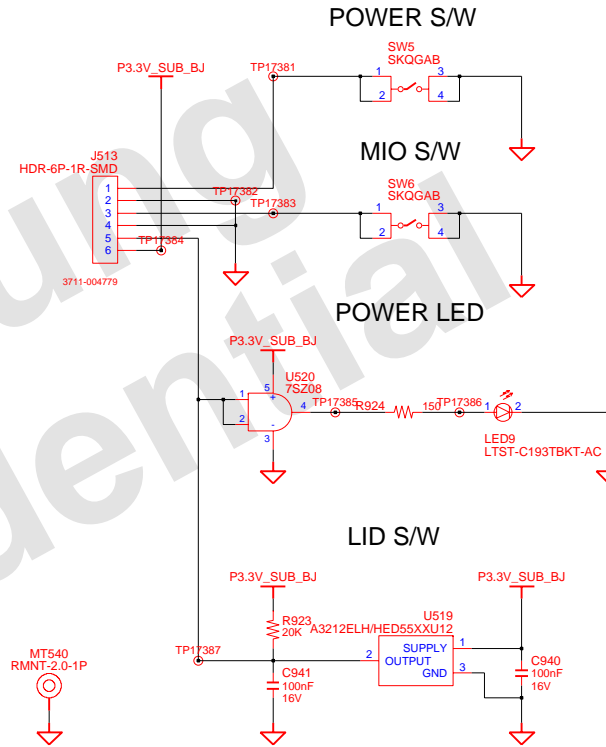 POWER S/W
SW5
SKQGAB
P3.3V_SUB_BJ
TP17381
1
3
2
4
J513
HDR-6P-1R-SMD
MIO S/W
SW6
SKQGAB
1
TP17382
2
1
3
3
TP17383
4
2
4
5
TP17384
6
3711-004779
POWER LED
P3.3V_SUB_BJ
U520
7SZ08
5
+
1
4
TP17385
R924
150
TP17386
1
2
2
-
3
LED9
LTST-C193TBKT-AC
LID S/W
P3.3V_SUB_BJ
P3.3V_SUB_BJ
R923
20K
U519
A3212ELH/HED55XXU12
MT540
RMNT-2.0-1P
TP17387
2
SUPPLY
1
OUTPUT
GND
3
C941
100nF
16V
C940
100nF
16V
ung
dential